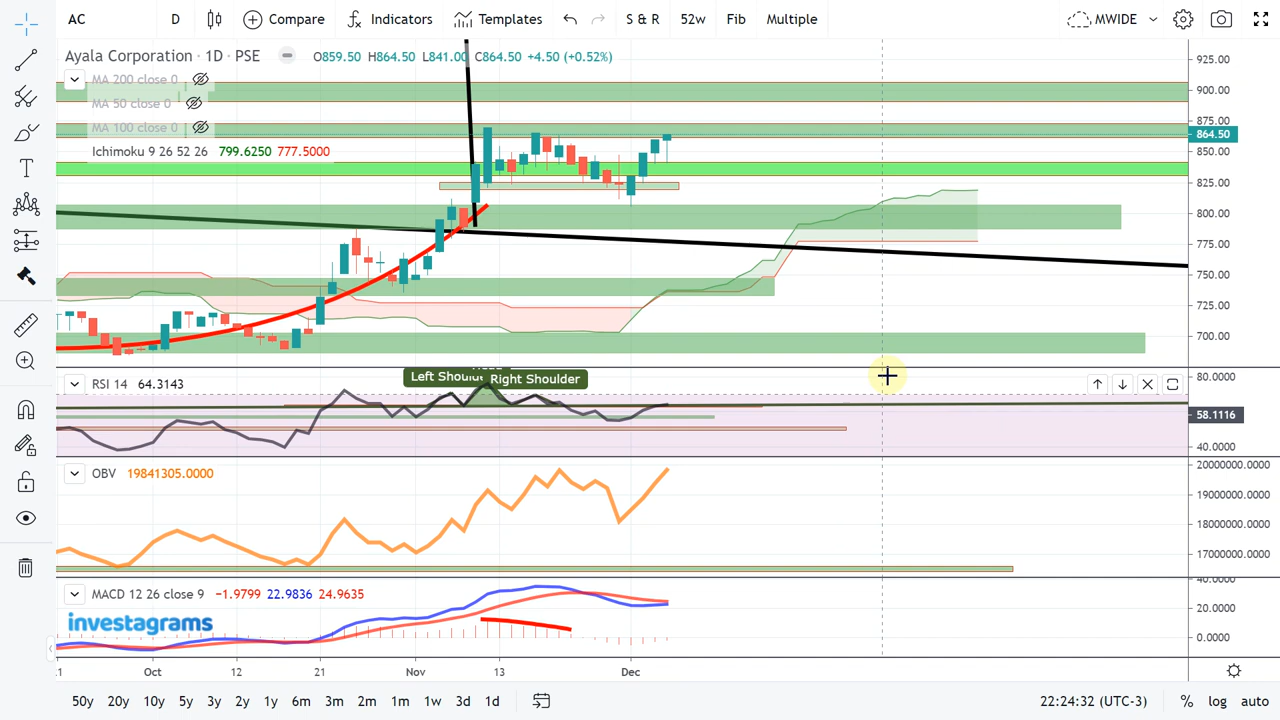 AC D Compare Indicators Templates S & R 52w Fib Multiple MWIDE
Ayala Corporation · 1D · PSE O859.50 H864.50 L841.00 C864.50 +4.50 (+0.52%)
MA 200 close 0
MA 50 close 0
MA 100 close 0
Ichimoku 9 26 52 26 799.6250 777.5000
925.00
900.00
875.00
864.50
850.00
825.00
800.00
775.00
750.00
725.00
700.00
Left Shoul Right Shoulder
RSI 14 64.3143
80.0000
58.1116
40.0000
OBV 19841305.0000
20000000.0000
19000000.0000
18000000.0000
17000000.0000
MACD 12 26 close 9 −1.9799 22.9836 24.9635
40.0000
20.0000
0.0000
investagrams
Oct 12 21 Nov 13 Dec
50y 20y 10y 5y 3y 2y 1y 6m 3m 2m 1m 1w 3d 1d 22:24:32 (UTC-3) % log auto